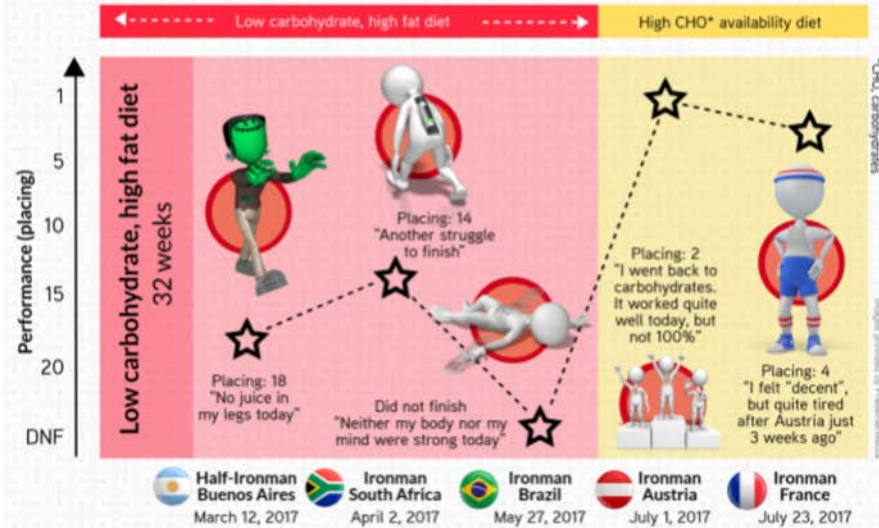 Low carbohydrate, high fat diet
High CHO* availability diet
*CHO, carbohydrates
Performance (placing)
1
5
10
15
20
DNF
Low carbohydrate, high fat diet
32 weeks
Placing: 18
"No juice in
my legs today"
Placing: 14
"Another struggle
to finish"
Did not finish
"Neither my body nor my
mind were strong today"
Placing: 2
"I went back to
carbohydrates.
It worked quite
well today, but
not 100%"
Placing: 4
"I felt "decent",
but quite tired
after Austria just
3 weeks ago"
Half-Ironman
Buenos Aires
March 12, 2017
Ironman
South Africa
April 2, 2017
Ironman
Brazil
May 27, 2017
Ironman
Austria
July 1, 2017
Ironman
France
July 23, 2017